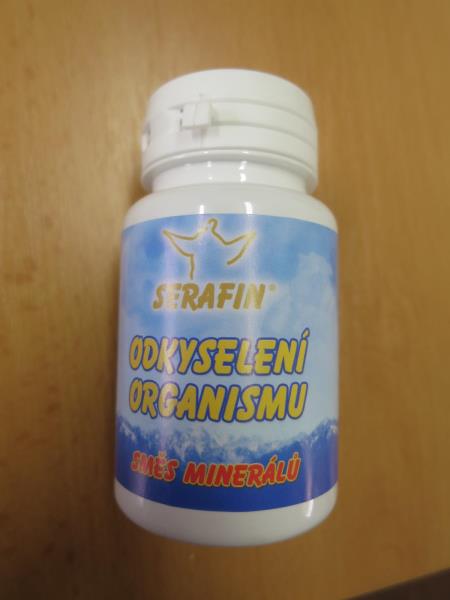 SERAFIN®
ODKYSELENÍ
ORGANISMU
SMĚS MINERÁLŮ